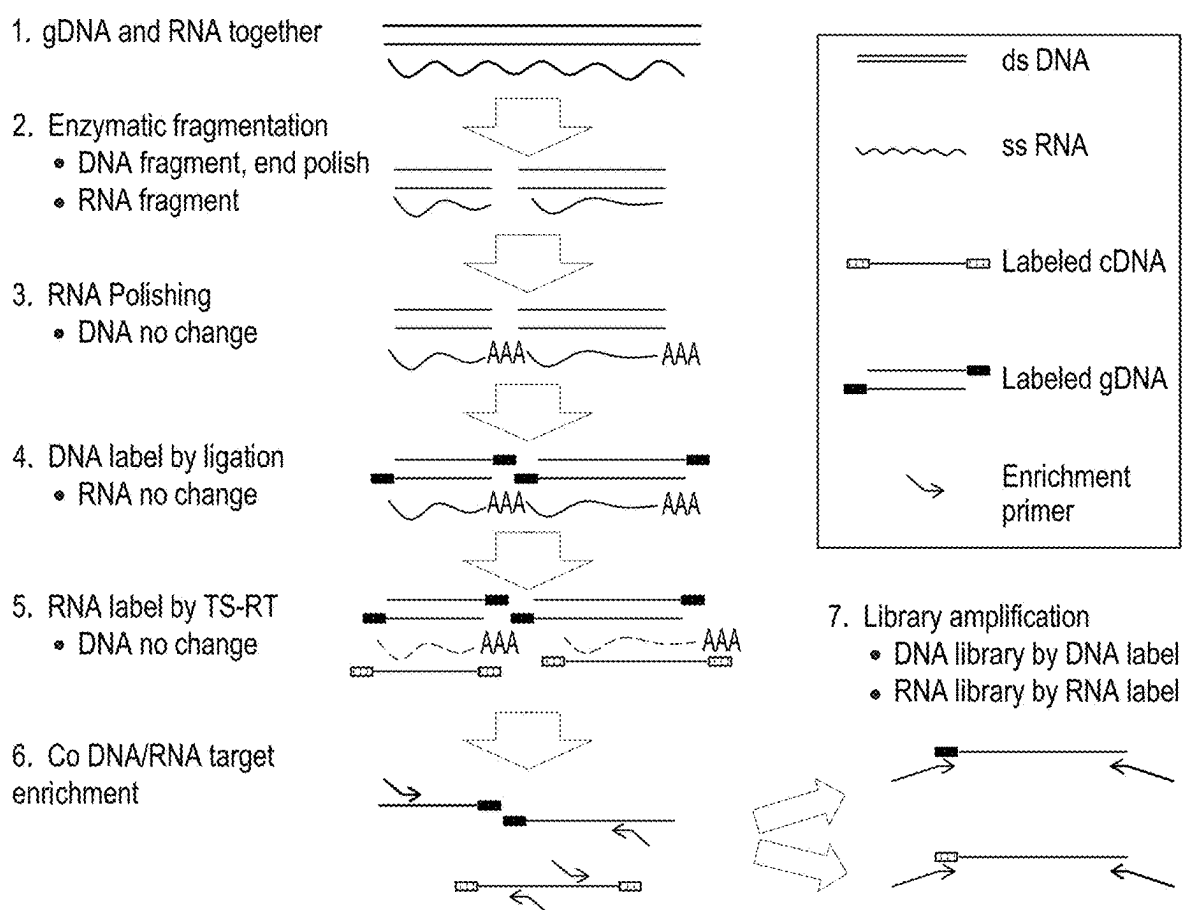 1. gDNA and RNA together
2. Enzymatic fragmentation
• DNA fragment, end polish
• RNA fragment
3. RNA Polishing
• DNA no change
AAA AAA
4. DNA label by ligation
• RNA no change
AAA AAA
5. RNA label by TS-RT
• DNA no change
AAA AAA
6. Co DNA/RNA target
enrichment
ds DNA
ss RNA
Labeled cDNA
Labeled gDNA
Enrichment
primer
7. Library amplification
• DNA library by DNA label
• RNA library by RNA label